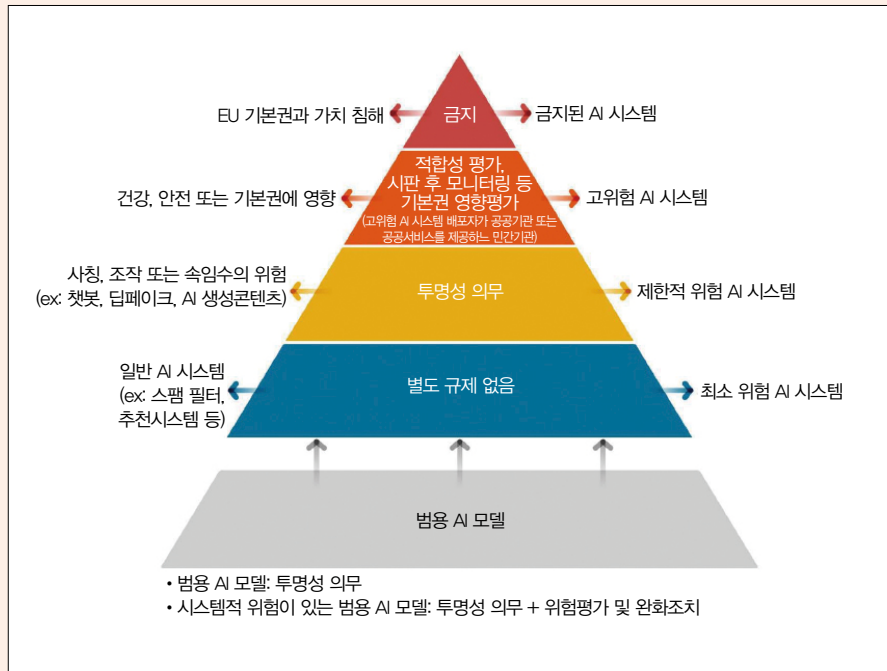 금지
EU 기본권과 가치 침해
금지된 AI 시스템
적합성 평가,
시판 후 모니터링 등
기본권 영향평가
(고위험 AI 시스템 배포자가 공공기관 또는
공공서비스를 제공하느 민간기관)
건강, 안전 또는 기본권에 영향
고위험 AI 시스템
사칭, 조작 또는 속임수의 위험
(ex: 챗봇, 딥페이크, AI 생성콘텐츠)
투명성 의무
제한적 위험 AI 시스템
일반 AI 시스템
(ex: 스팸 필터,
추천시스템 등)
별도 규제 없음
최소 위험 AI 시스템
범용 AI 모델
• 범용 AI 모델: 투명성 의무
• 시스템적 위험이 있는 범용 AI 모델: 투명성 의무 + 위험평가 및 완화조치